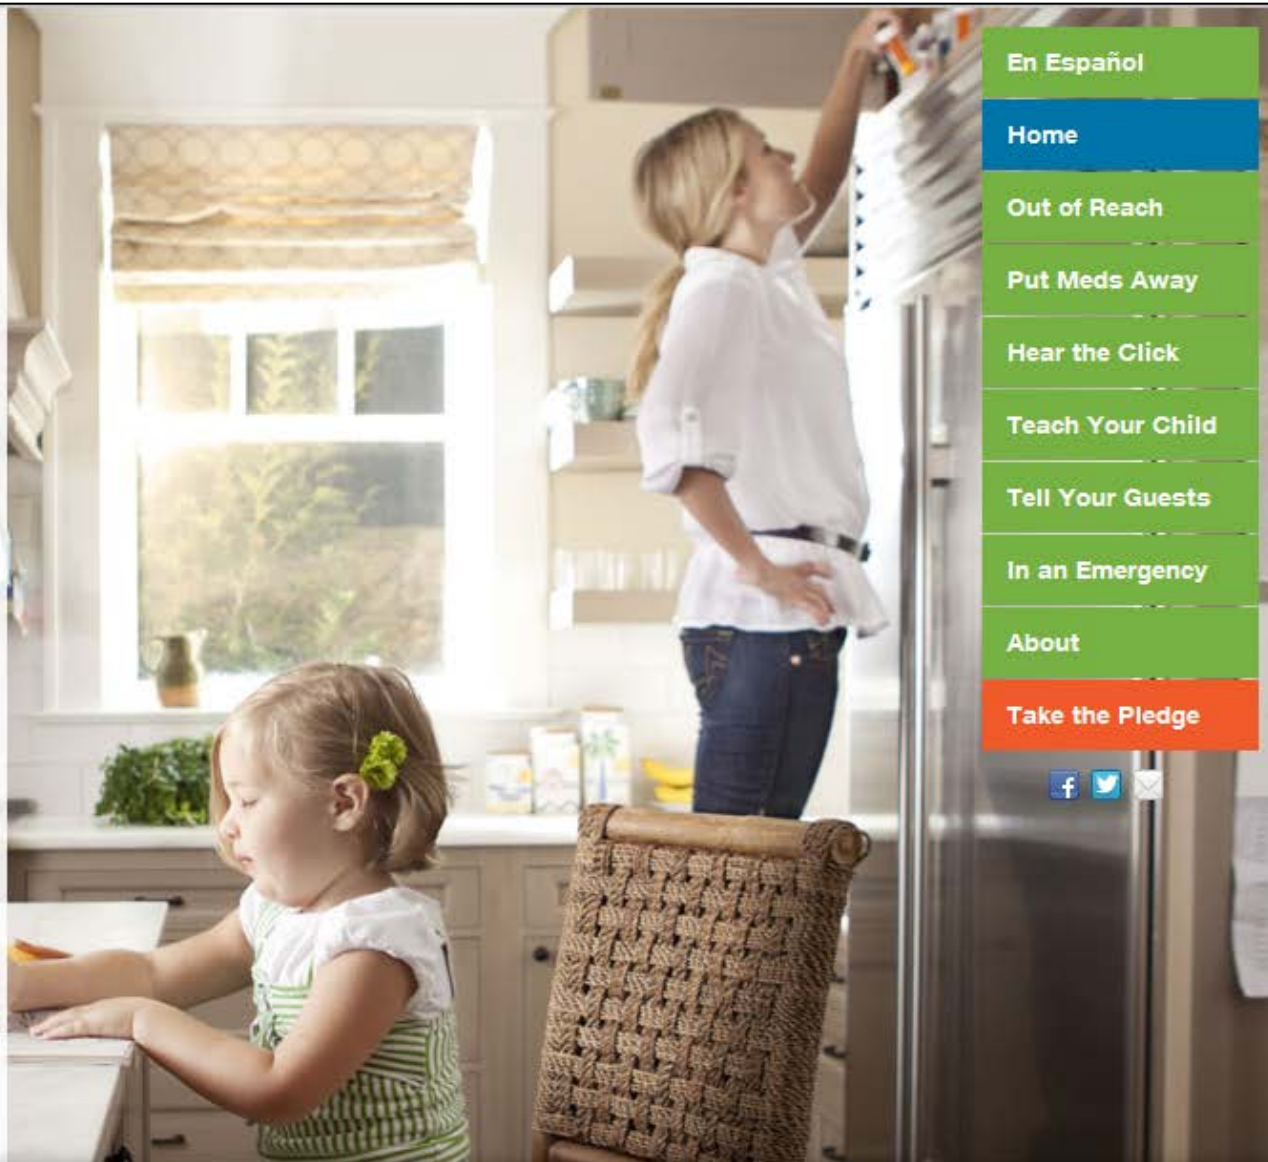 En Español
Home
Out of Reach
Put Meds Away
Hear the Click
Teach Your Child
Tell Your Guests
In an Emergency
About
Take the Pledge